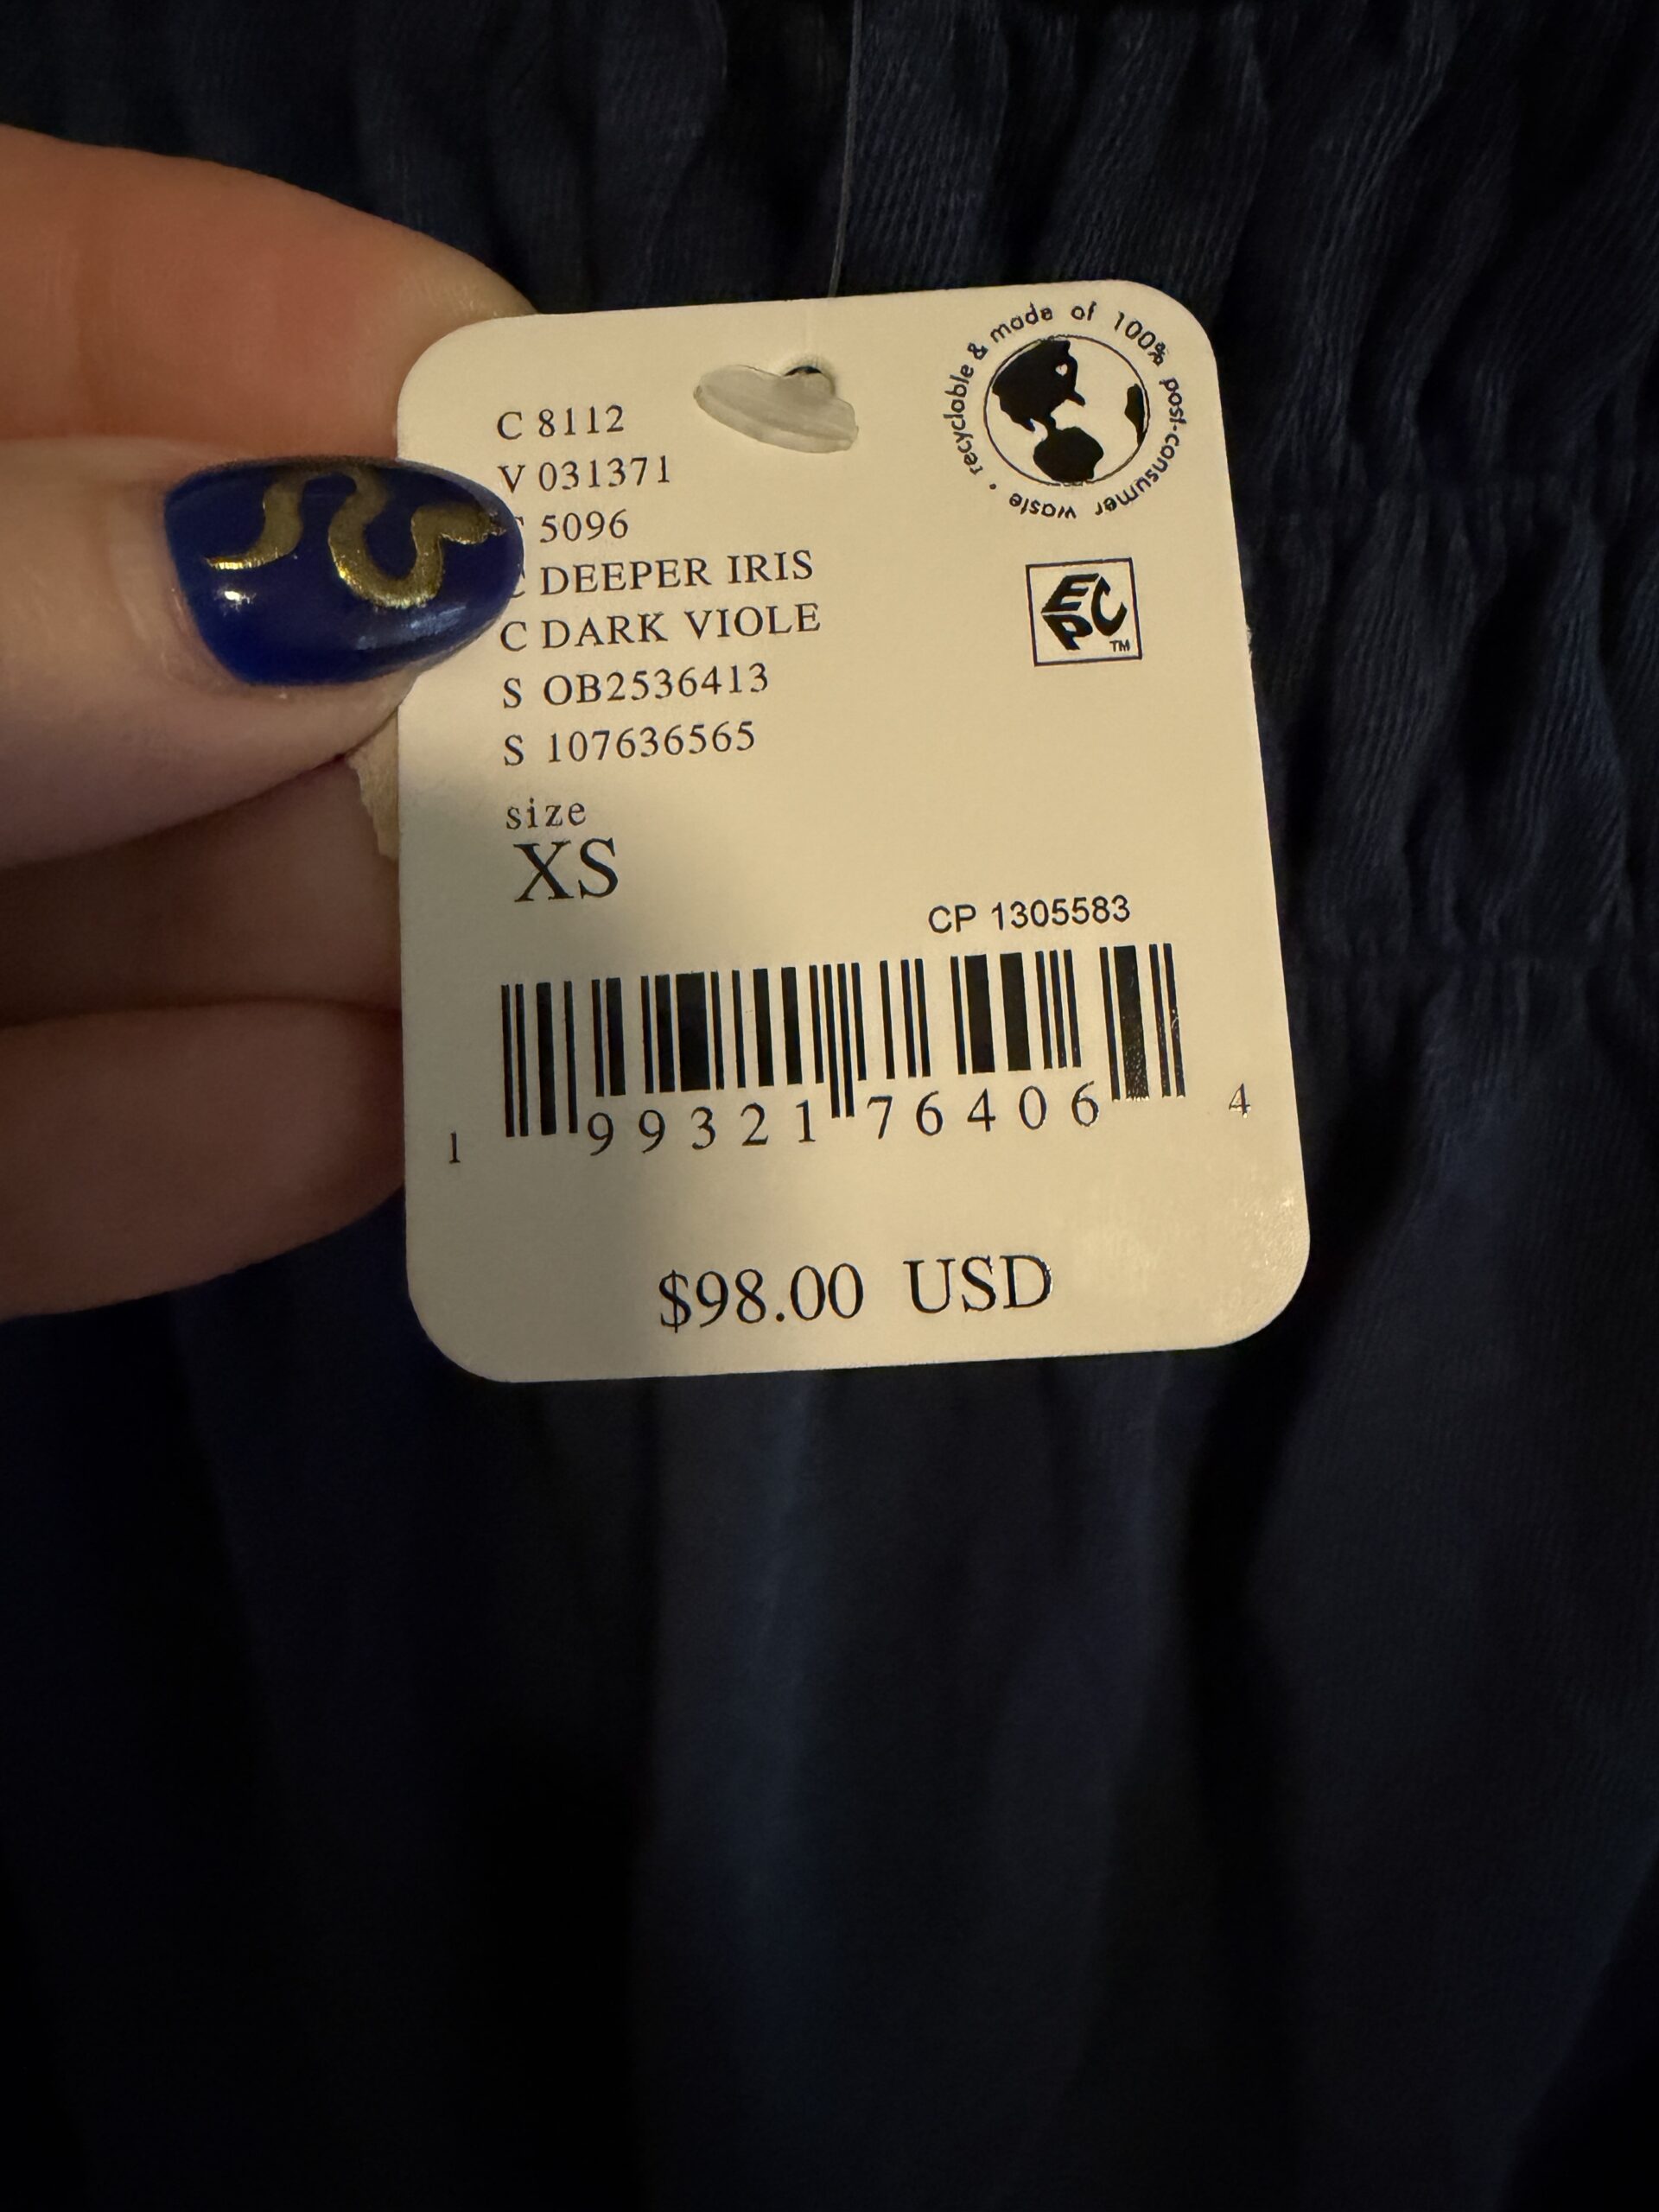 recyclable & made of 100% post-consumer waste •
C 8112
V 031371
5096
C DEEPER IRIS
C DARK VIOLE
S OB2536413
S 107636565
EPC TM
size
XS
CP 1305583
1 99321 76406 4
$98.00 USD